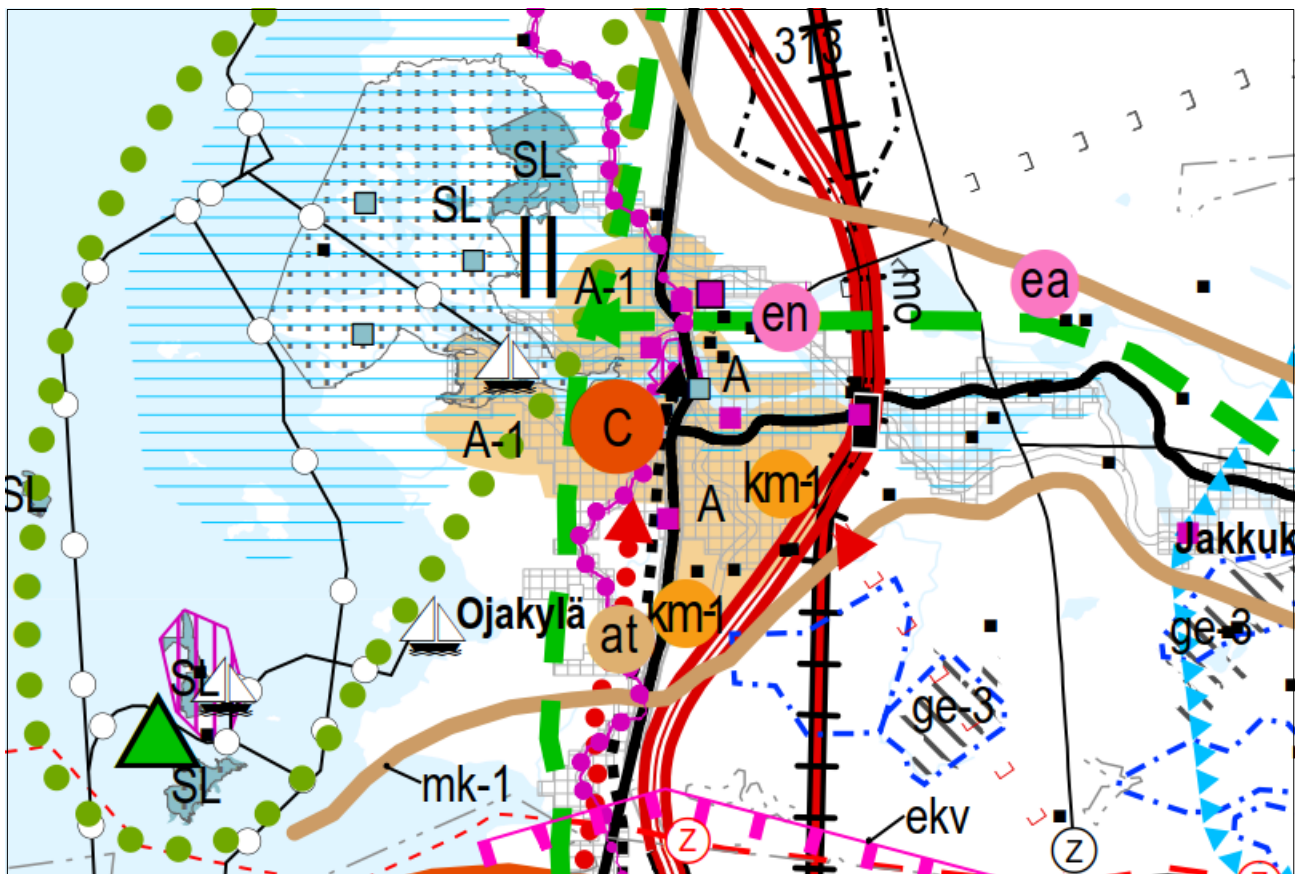 313
SL
SL
A-1
en
mo
ea
A
C
A-1
km-1
SL
A
Jakkuk
Ojakylä
km-1
at
ge-3
SL
ge-3
mk-1
SL
ekv
z
z